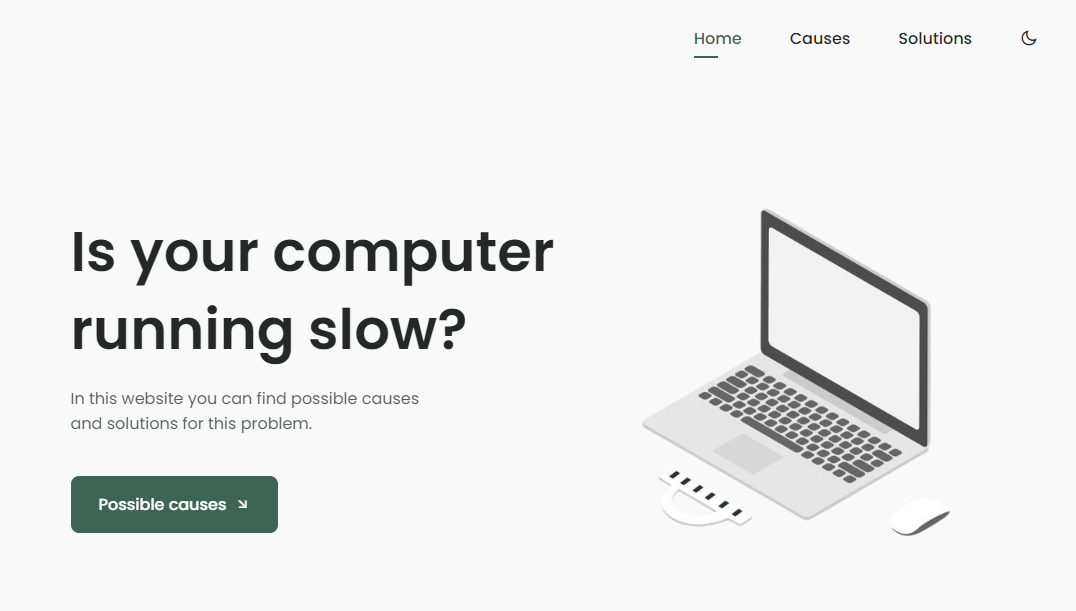 Home Causes Solutions
Is your computer
running slow?
In this website you can find possible causes
and solutions for this problem.
Possible causes